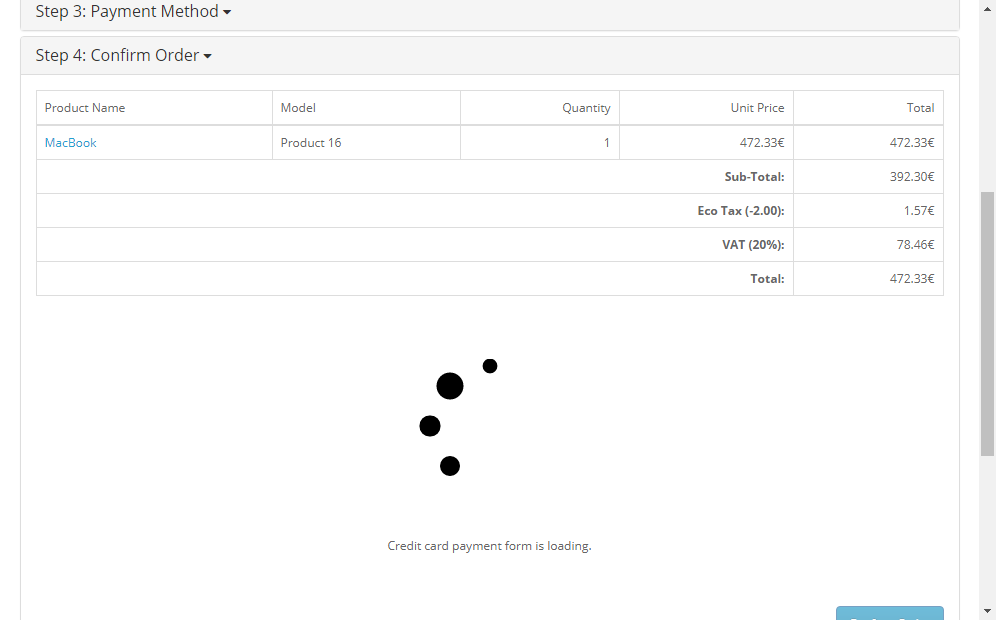 Step 3: Payment Method
Step 4: Confirm Order
Product Name Model Quantity Unit Price Total
MacBook Product 16 1 472.33€ 472.33€
Sub-Total: 392.30€
Eco Tax (-2.00): 1.57€
VAT (20%): 78.46€
Total: 472.33€
Credit card payment form is loading.